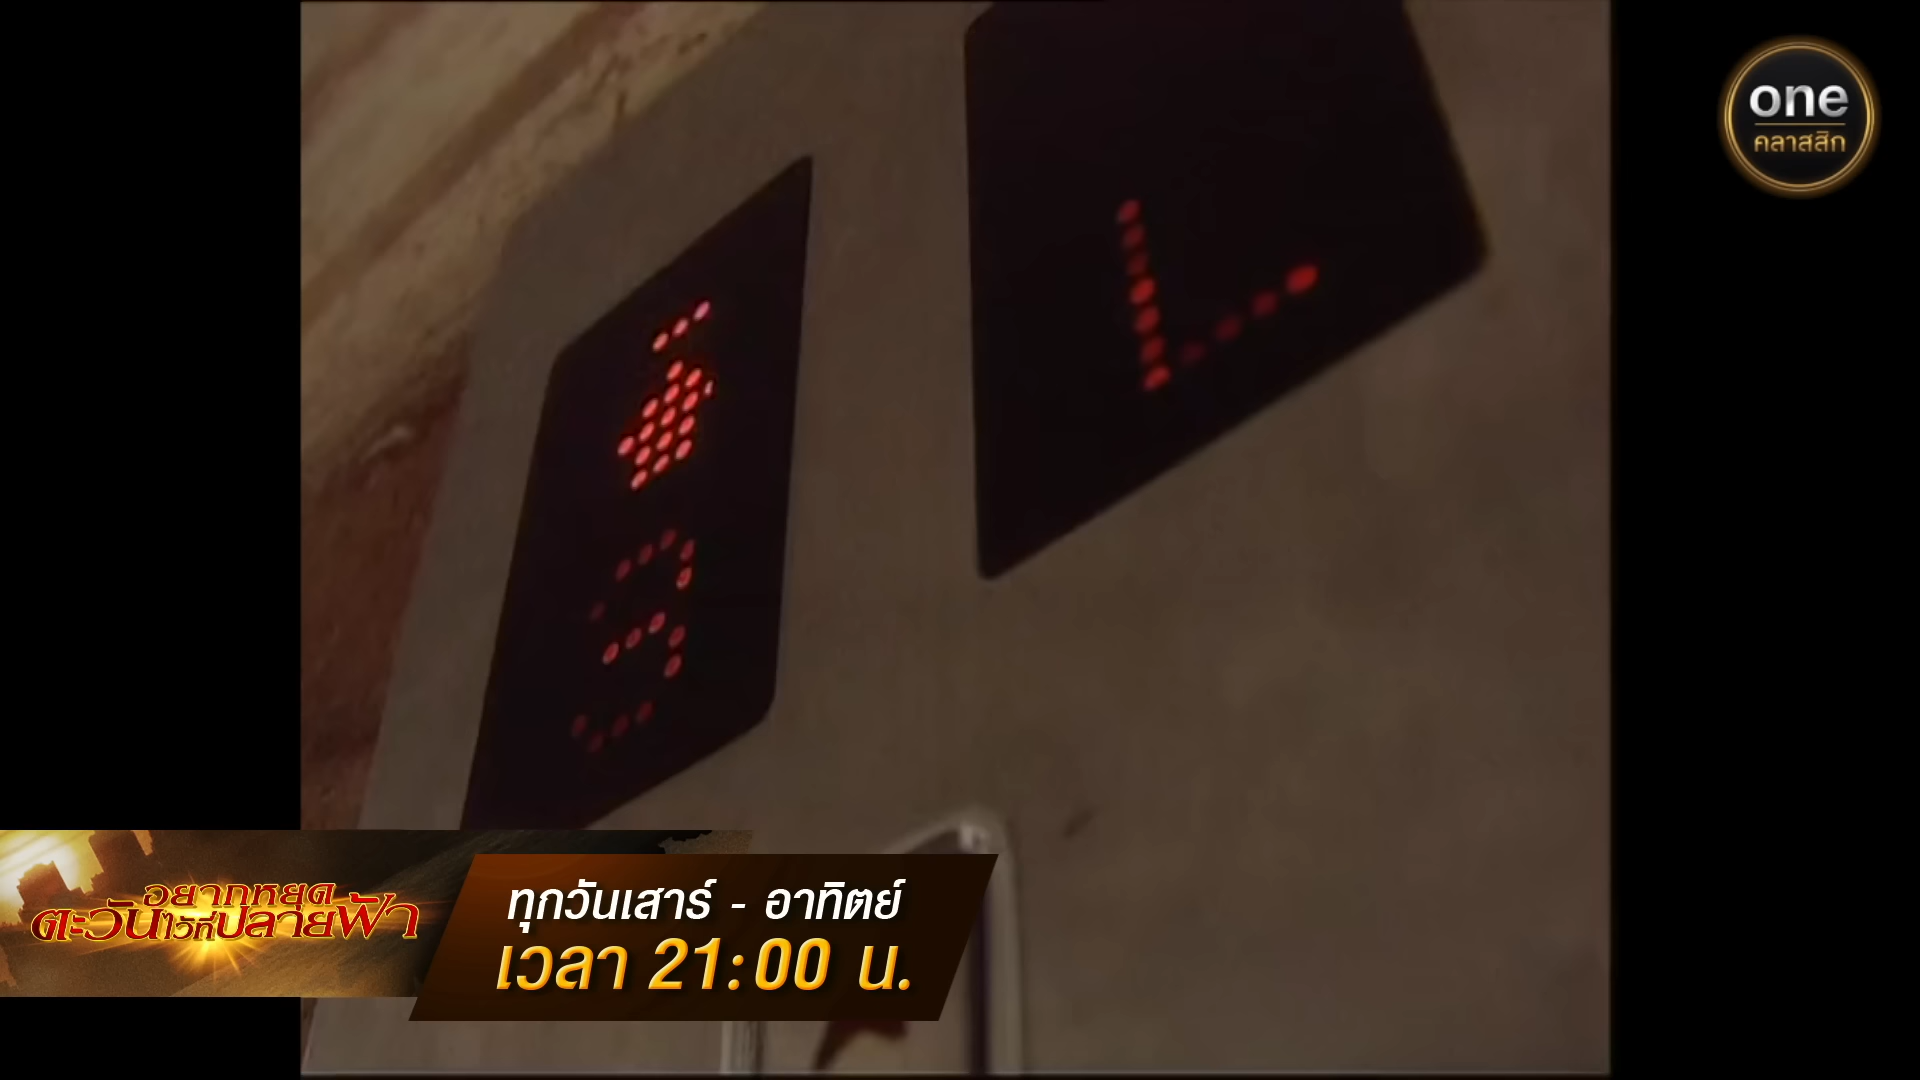 one
คลาสสิก
L
อยากหยุด
ตะวันไว้ที่ปลายฟ้า
ทุกวันเสาร์ - อาทิตย์
เวลา 21:00 น.